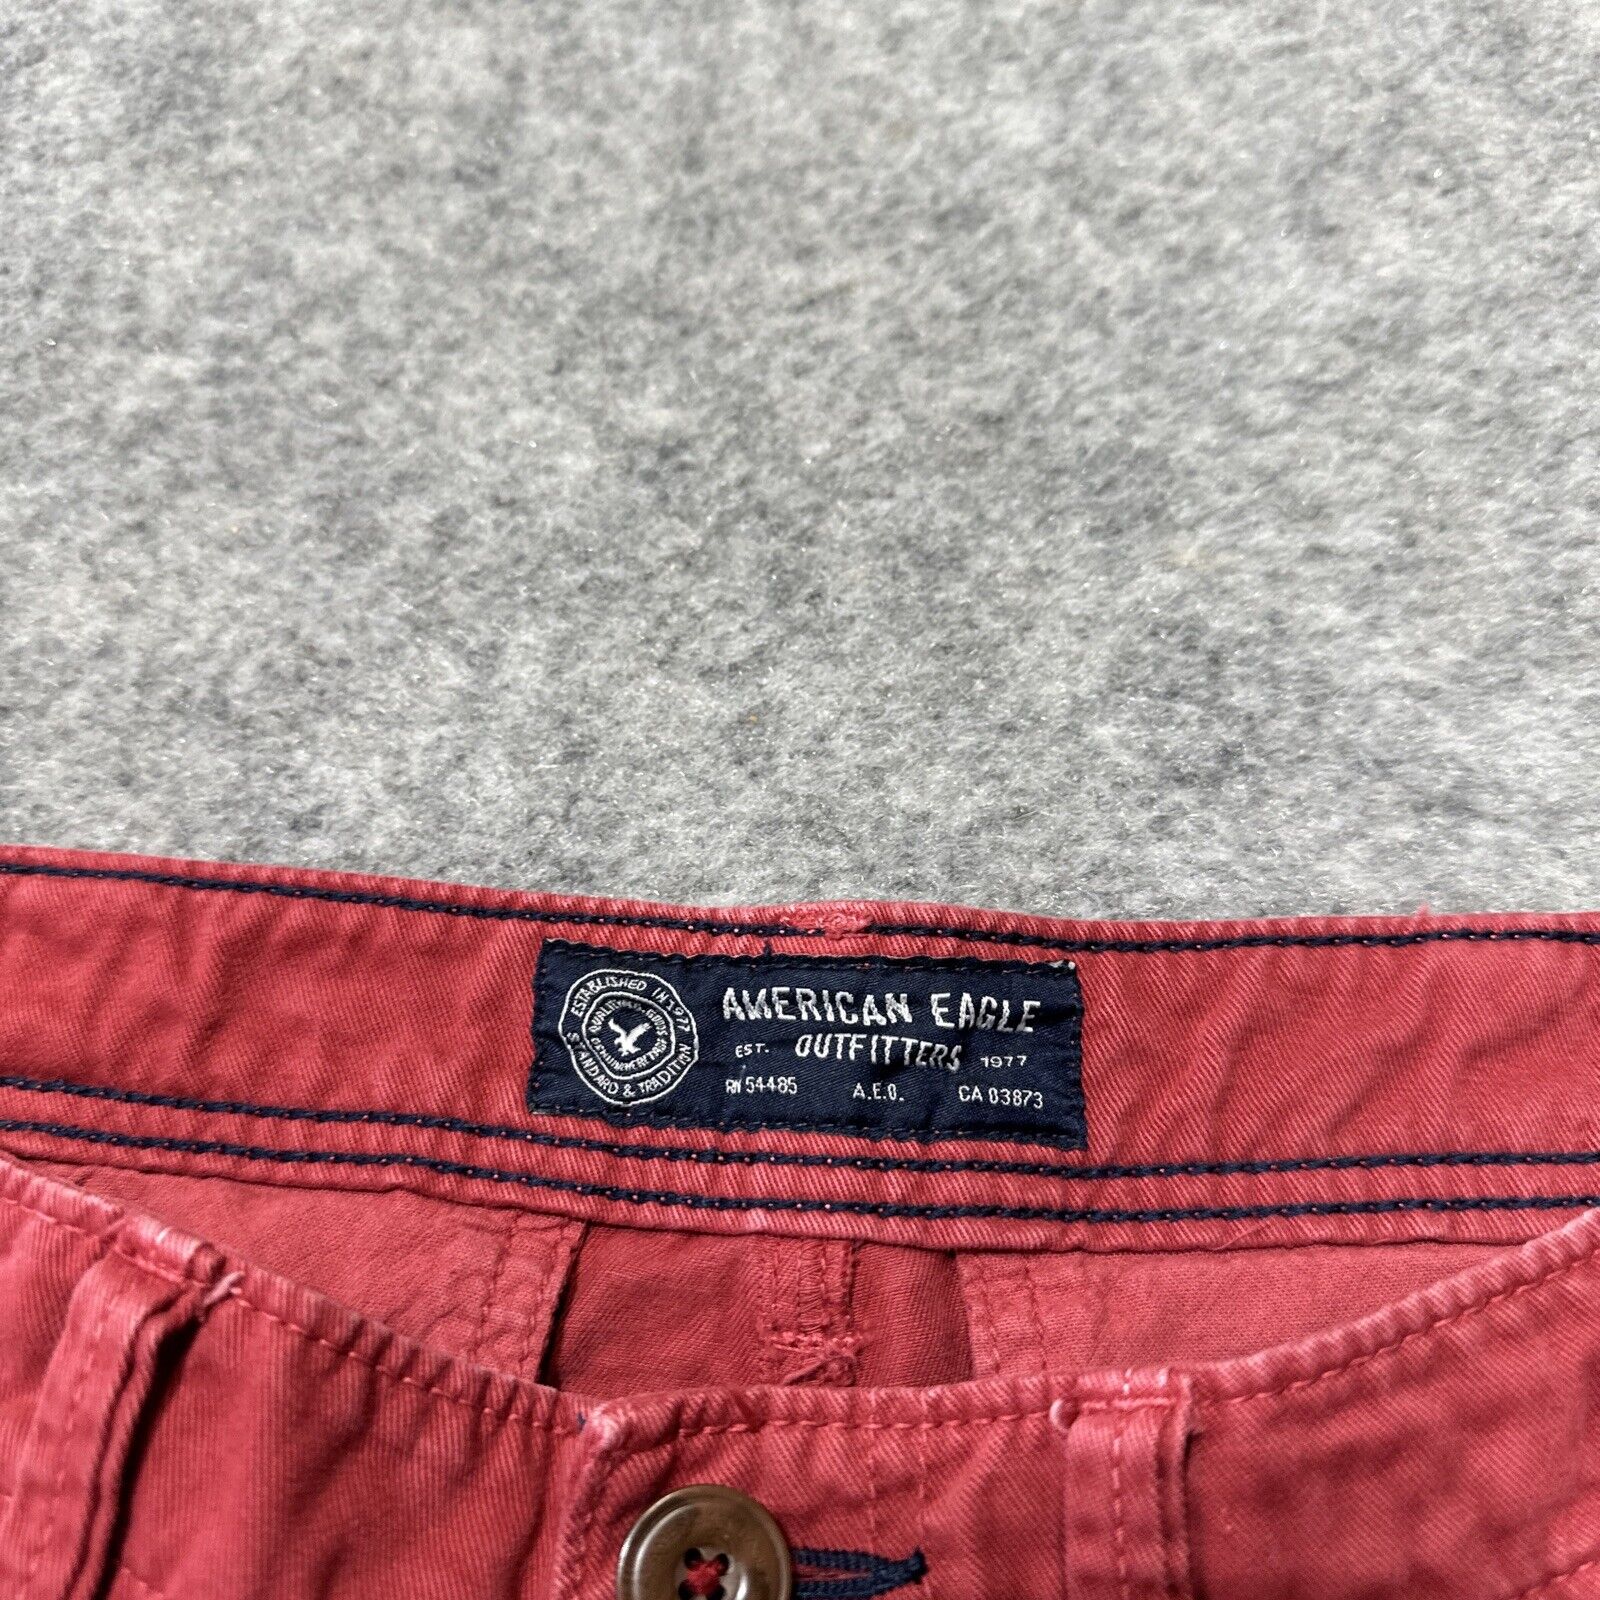 ESTABLISHED IN 1977
STANDARD & TRADITION
AMERICAN EAGLE
EST. OUTFITTERS 1977
RN 54485 A.E.O. CA 03873